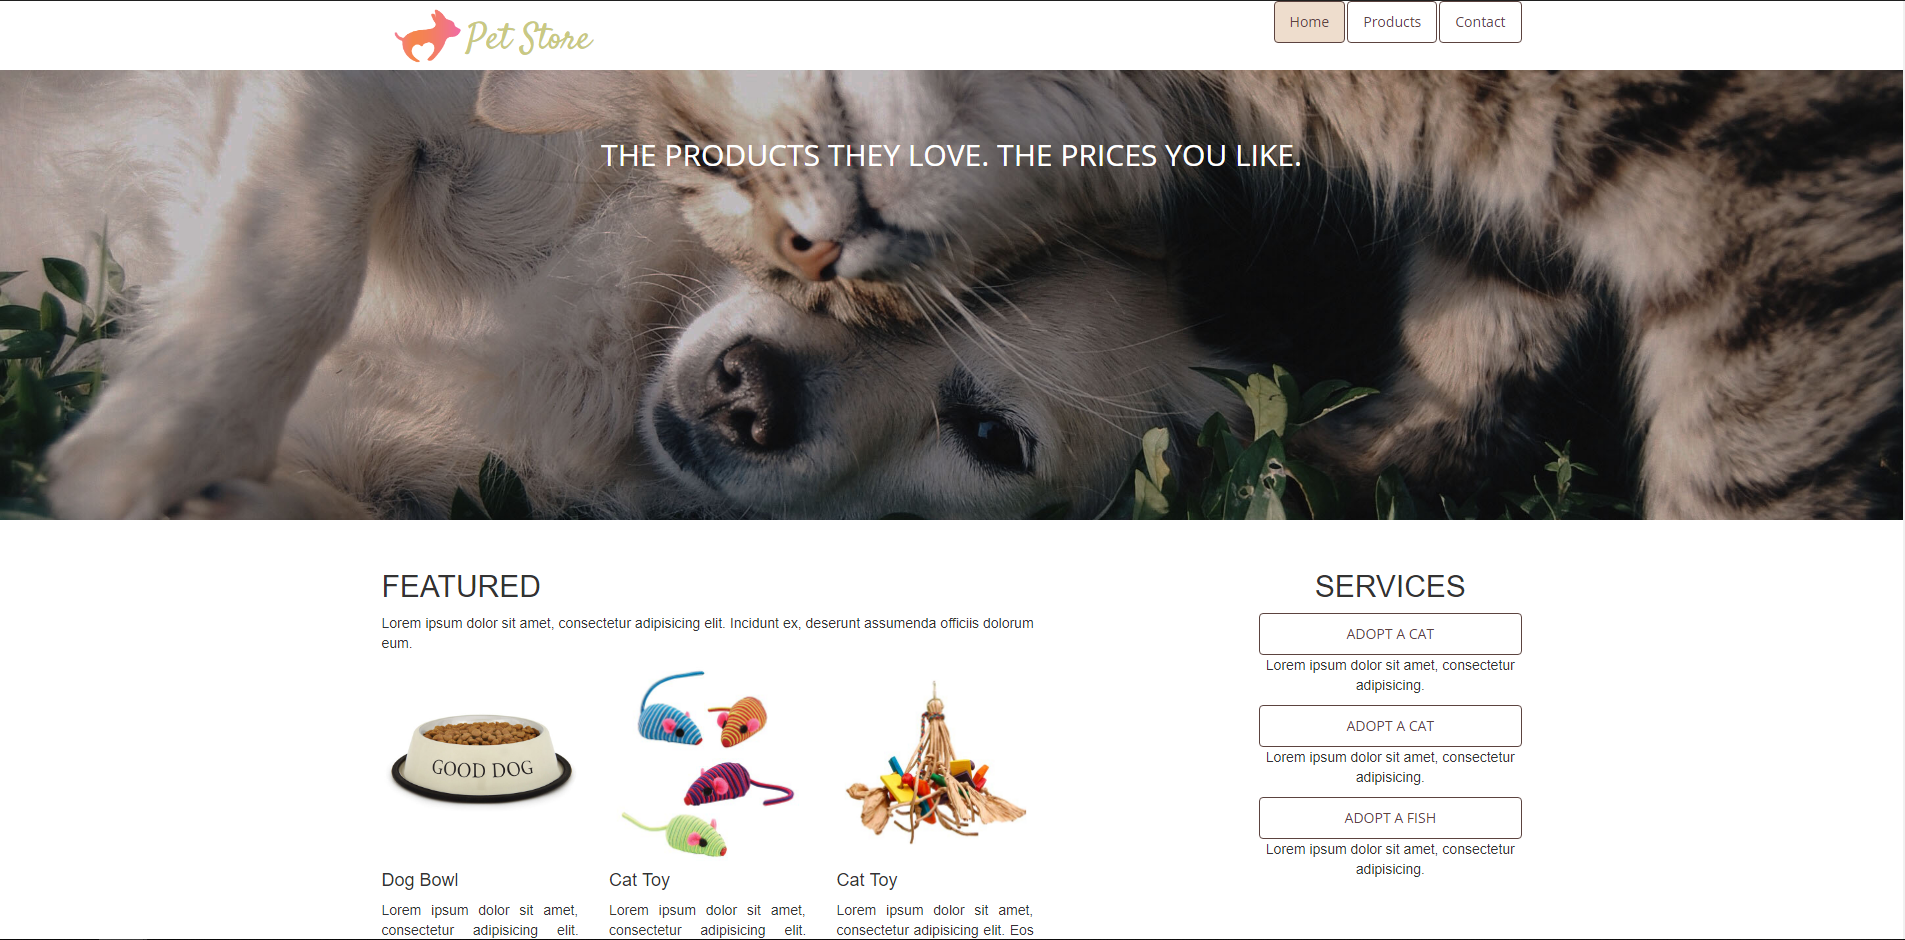 Pet Store
Home
Products
Contact
THE PRODUCTS THEY LOVE. THE PRICES YOU LIKE.
FEATURED
Lorem ipsum dolor sit amet, consectetur adipisicing elit. Incidunt ex, deserunt assumenda officiis dolorum
eum.
GOOD DOG
Dog Bowl
Lorem ipsum dolor sit amet,
consectetur adipisicing elit.
Cat Toy
Lorem ipsum dolor sit amet,
consectetur adipisicing elit.
Cat Toy
Lorem ipsum dolor sit amet,
consectetur adipisicing elit. Eos
SERVICES
ADOPT A CAT
Lorem ipsum dolor sit amet, consectetur
adipisicing.
ADOPT A CAT
Lorem ipsum dolor sit amet, consectetur
adipisicing.
ADOPT A FISH
Lorem ipsum dolor sit amet, consectetur
adipisicing.